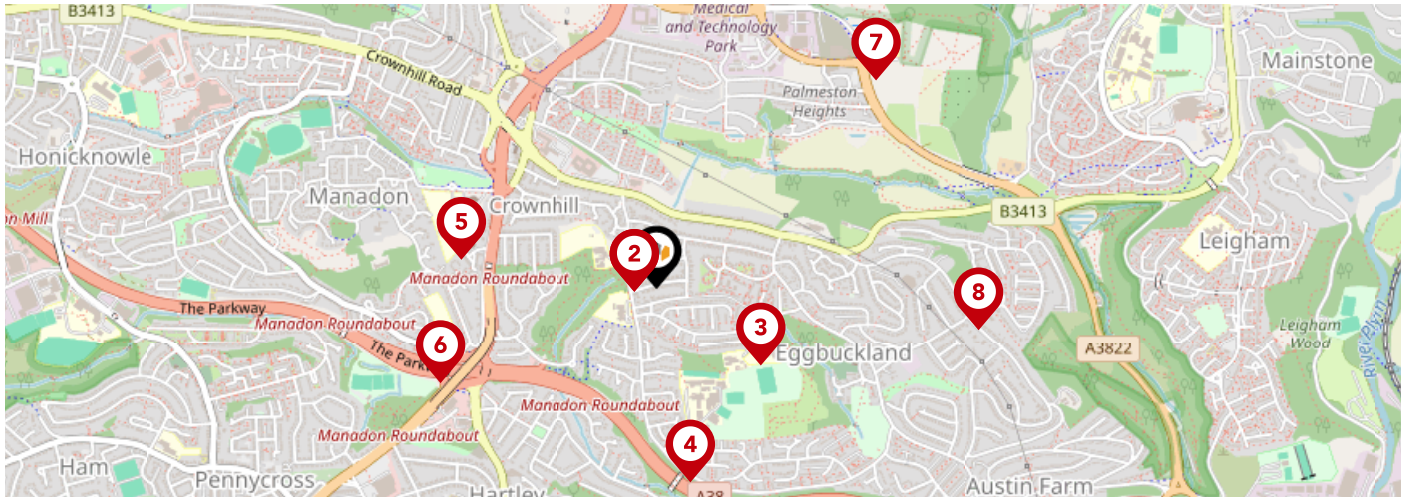 B3413
Medical
and Technology
Park
7
Mainstone
Crownhill Road
Palmeston
Heights
Honicknowle
Manadon
Crownhill
B3413
on Mill
5
Leigham
2
Manadon Roundabout
8
The Parkway
Manadon Roundabout
3
Leigham
Wood
River Plym
6
The Park
Eggbuckland
A3822
Manadon Roundabout
Manadon Roundabout
4
Ham
Pennycross
Hartley
A38
Austin Farm